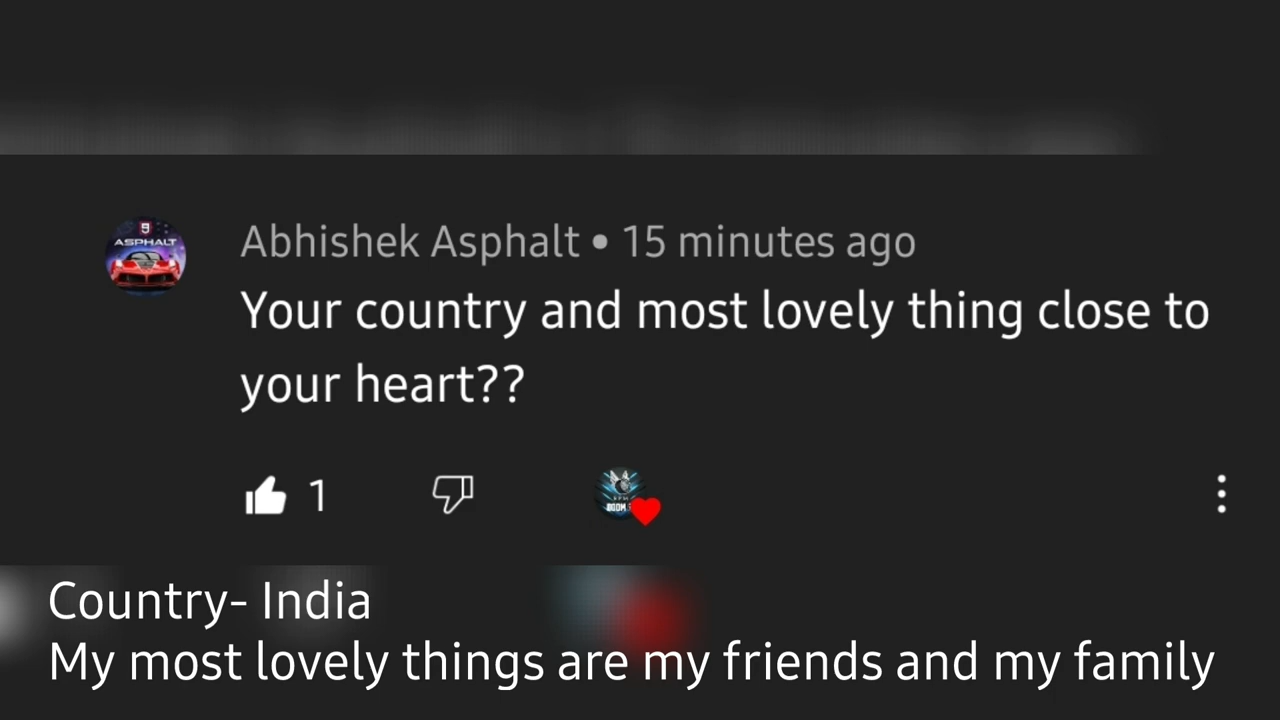 9
ASPHALT
Abhishek Asphalt • 15 minutes ago
Your country and most lovely thing close to
your heart??
1
Country- India
My most lovely things are my friends and my family